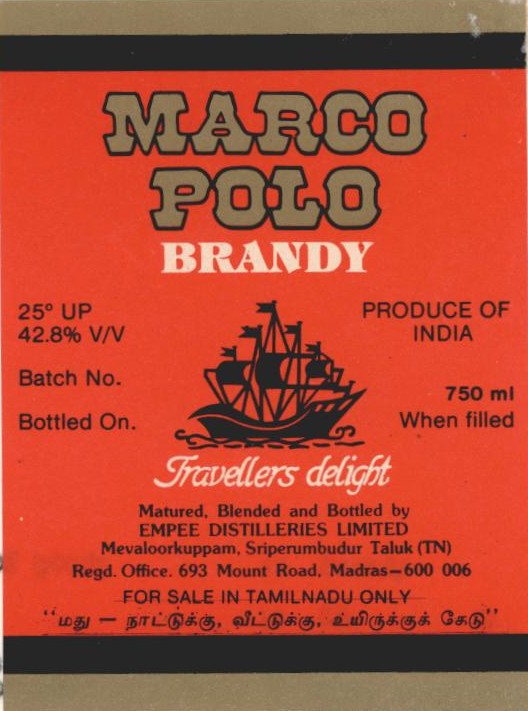 MARCO
POLO
BRANDY
25º UP
42.8% V/V
Batch No.
Bottled On.
PRODUCE OF
INDIA
750 ml
When filled
Travellers delight
Matured, Blended and Bottled by
EMPEE DISTILLERIES LIMITED
Mevaloorkuppam, Sriperumbudur Taluk (TN)
Regd. Office. 693 Mount Road, Madras—600 006
FOR SALE IN TAMILNADU ONLY
“மது — நாட்டுக்கு, வீட்டுக்கு, உயிருக்குக் கேடு”